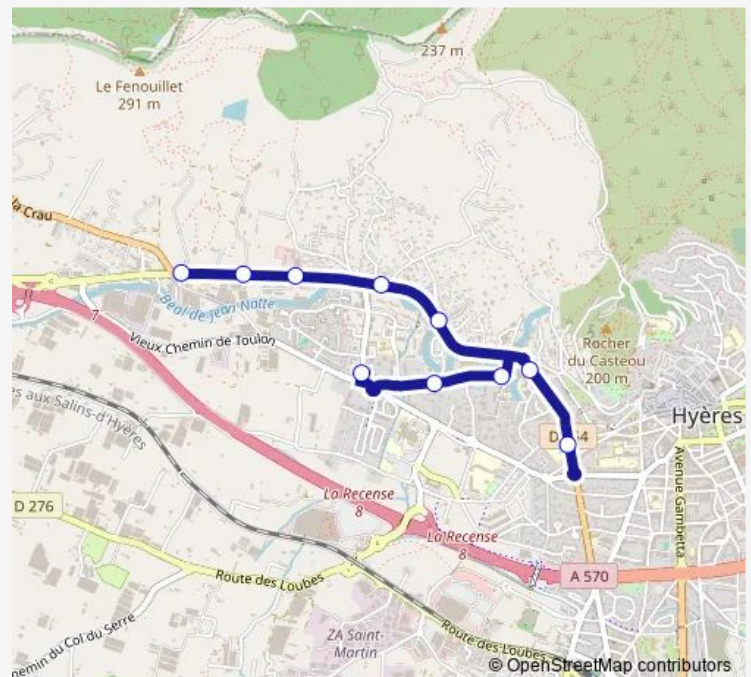 237 m
Le Fenouillet
291 m
la Crau
Béal de Jean Natte
7
Vieux Chemin de Toulon
Rocher
du Casteou
200 m
Hyères
es aux Salins-d'Hyères
Avenue Gambetta
La Recense
8
D 276
La Recense
8
A 570
Route des Loubes
ZA Saint-
Martin
Route des Loubes
emin du Col du Serre
© OpenStreetMap contributors